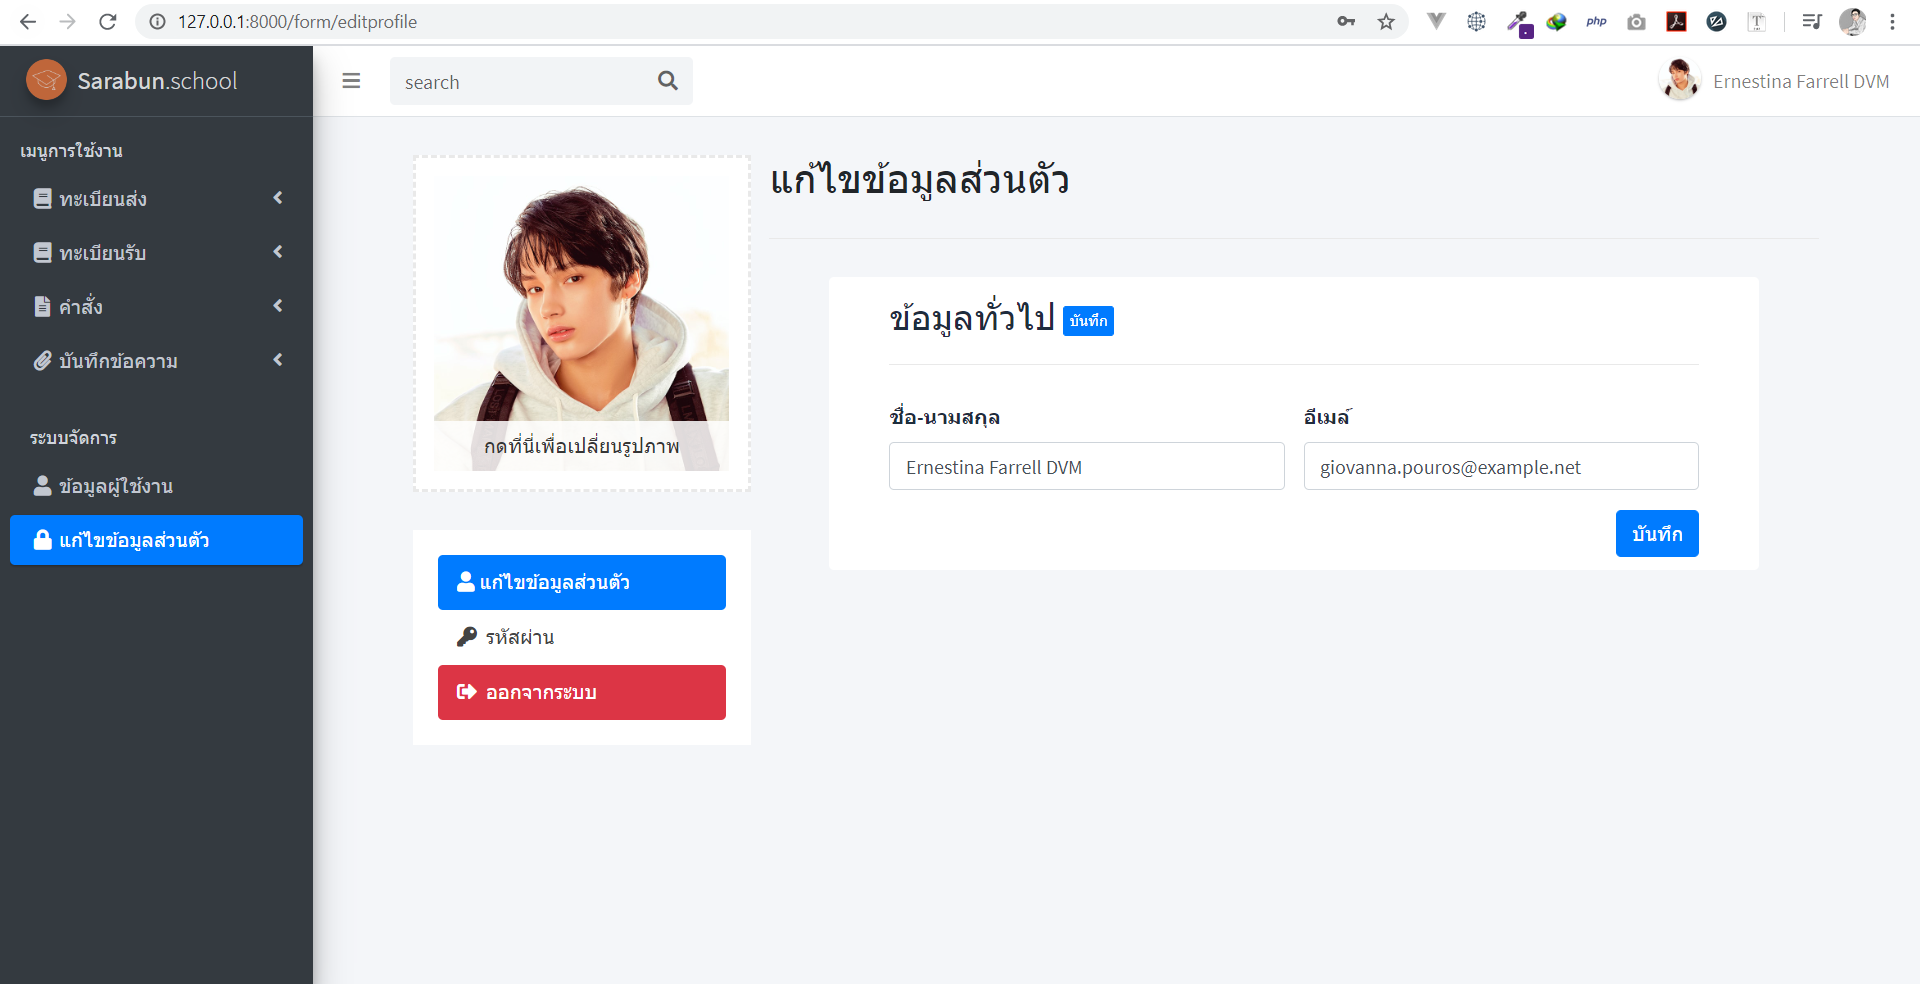 127.0.0.1:8000/form/editprofile
php
Sarabun.school
search
Ernestina Farrell DVM
เมนูการใช้งาน
ทะเบียนส่ง
ทะเบียนรับ
คำสั่ง
บันทึกข้อความ
ระบบจัดการ
ข้อมูลผู้ใช้งาน
แก้ไขข้อมูลส่วนตัว
กดที่นี่เพื่อเปลี่ยนรูปภาพ
แก้ไขข้อมูลส่วนตัว
รหัสผ่าน
ออกจากระบบ
แก้ไขข้อมูลส่วนตัว
ข้อมูลทั่วไป บันทึก
ชื่อ-นามสกุล อีเมล์
Ernestina Farrell DVM giovanna.pouros@example.net
บันทึก